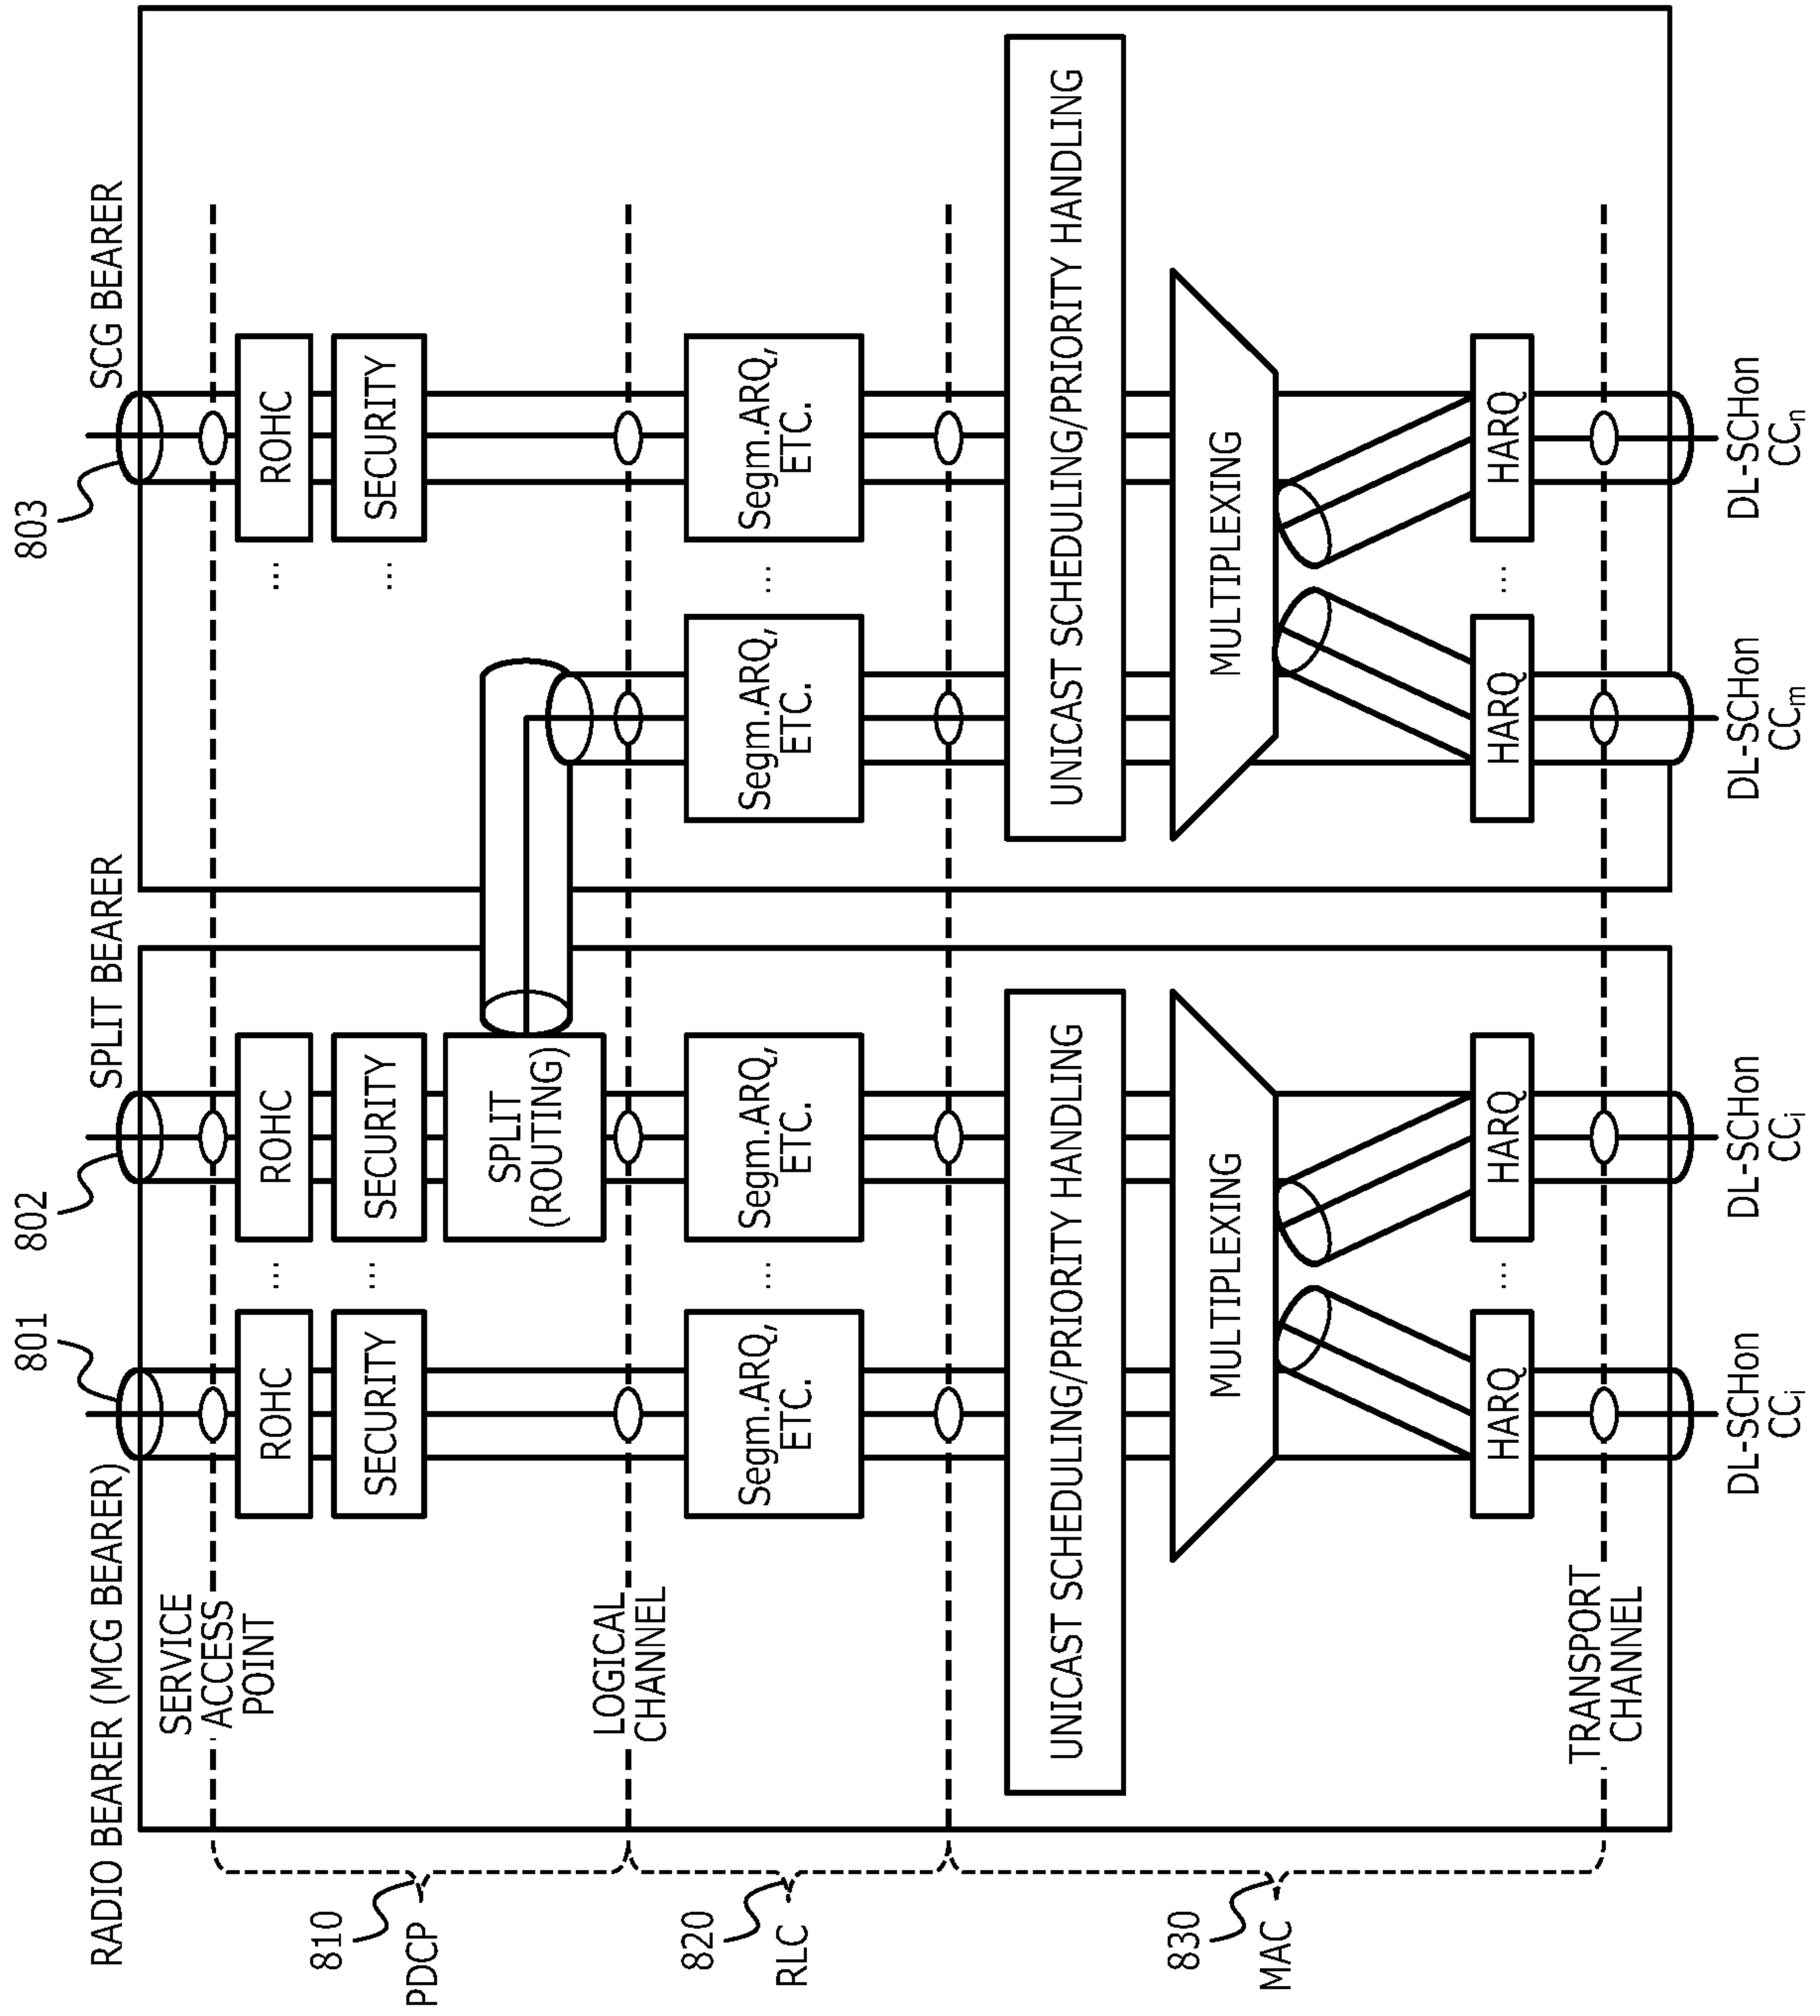 803
802
801
SCG BEARER
SPLIT BEARER
RADIO BEARER (MCG BEARER)
SERVICE
ACCESS
POINT
ROHC
...
ROHC
ROHC
...
SECURITY
...
SECURITY
SECURITY
...
810
PDCP
SPLIT
(ROUTING)
LOGICAL
CHANNEL
Segm.ARQ,
ETC.
...
Segm.ARQ,
ETC.
Segm.ARQ,
ETC.
...
Segm.ARQ,
ETC.
820
RLC
UNICAST SCHEDULING/PRIORITY HANDLING
UNICAST SCHEDULING/PRIORITY HANDLING
MULTIPLEXING
MULTIPLEXING
830
MAC
HARQ
...
HARQ
HARQ
...
HARQ
TRANSPORT
CHANNEL
DL-SCHon
CCi
DL-SCHon
CCi
DL-SCHon
CCm
DL-SCHon
CCn